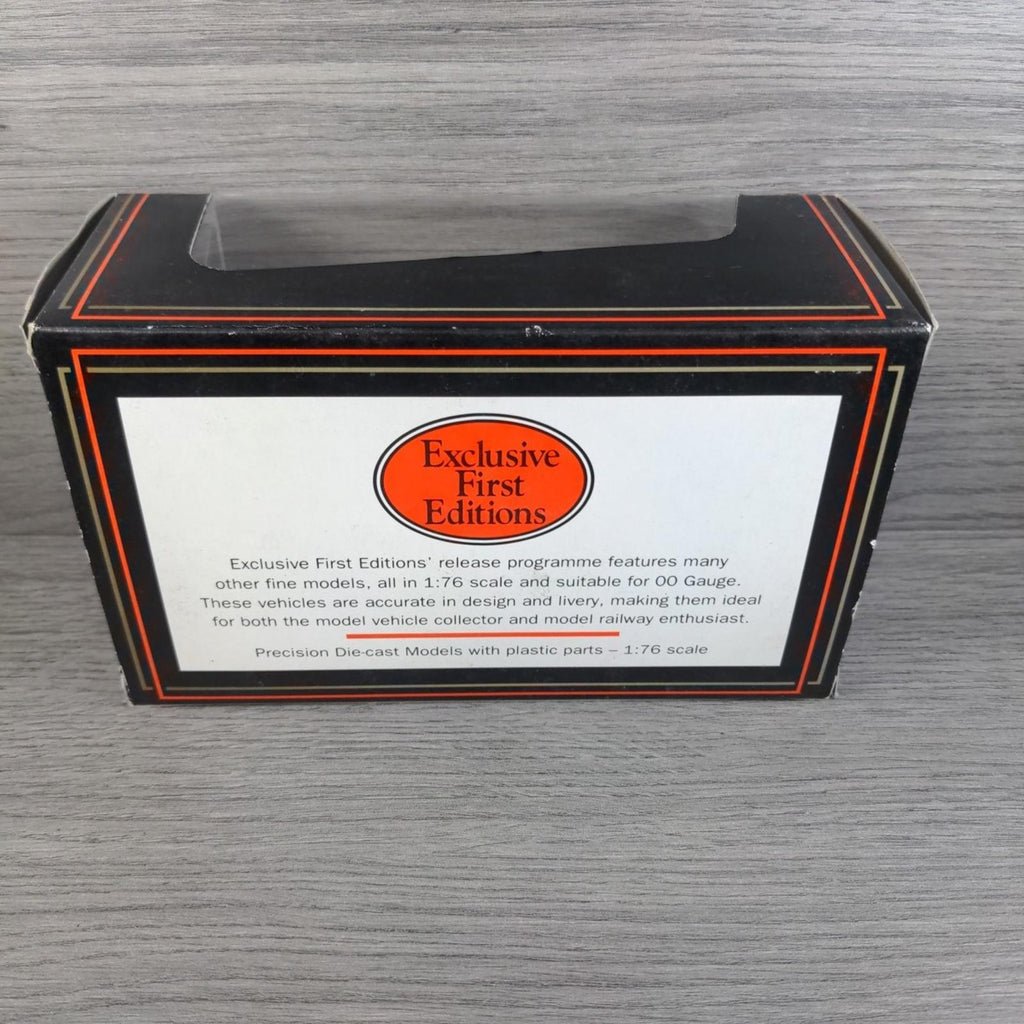 Exclusive
First
Editions
Exclusive First Editions' release programme features many
other fine models, all in 1:76 scale and suitable for 00 Gauge.
These vehicles are accurate in design and livery, making them ideal
for both the model vehicle collector and model railway enthusiast.
Precision Die-cast Models with plastic parts – 1:76 scale